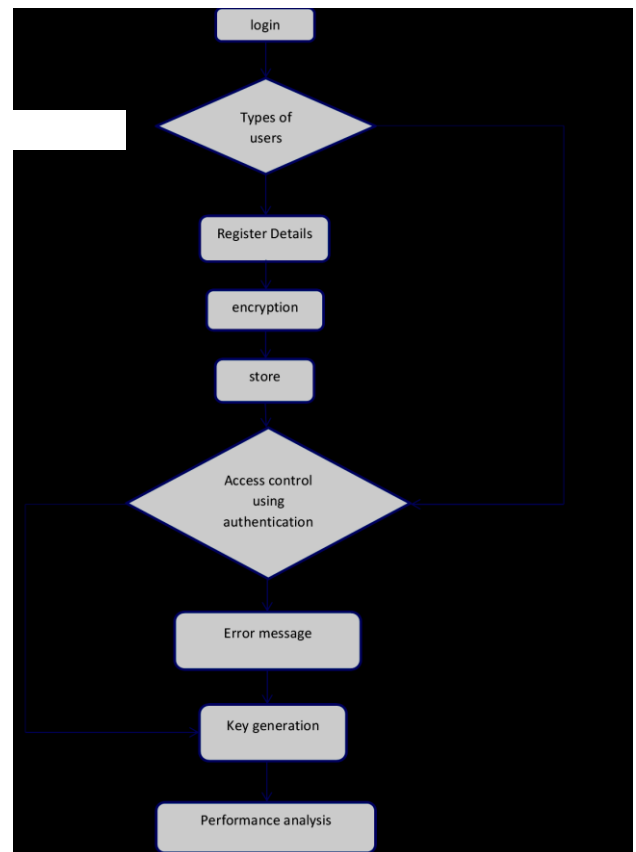 login
Types of
users
Register Details
encryption
store
Access control
using
authentication
Error message
Key generation
Performance analysis